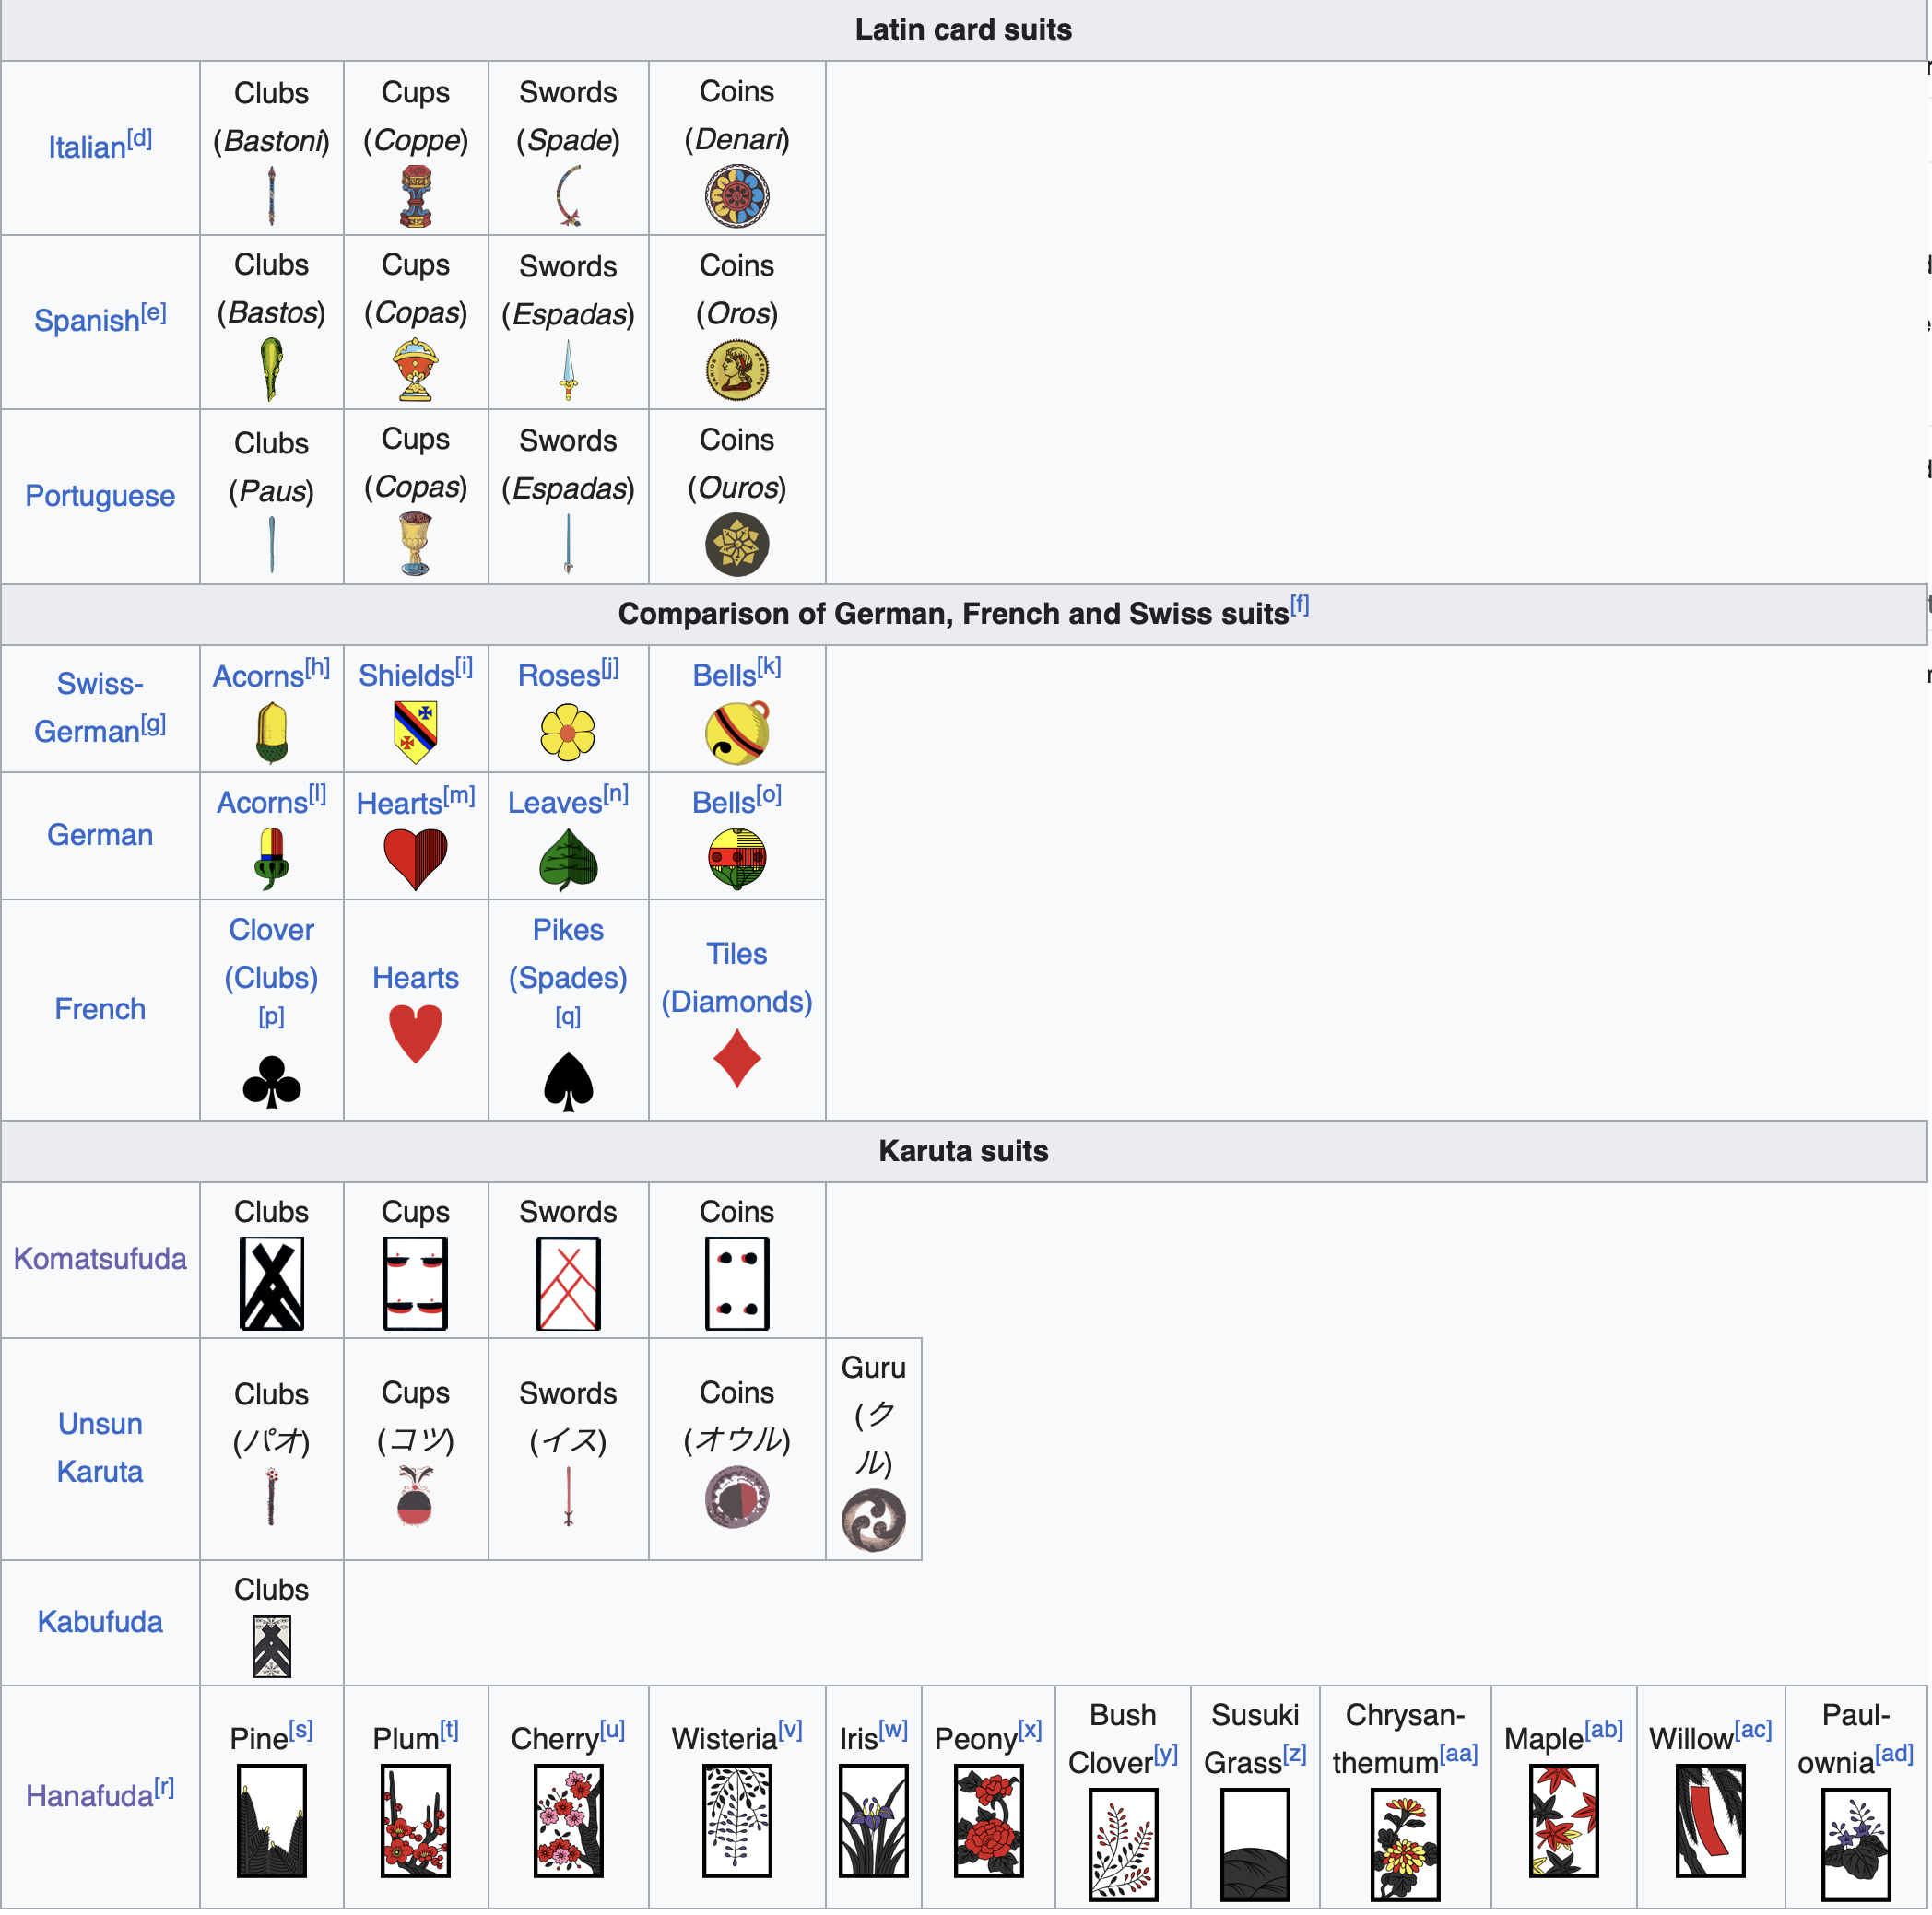 Latin card suits
Italian[d]
Clubs
(Bastoni)
Cups
(Coppe)
Swords
(Spade)
Coins
(Denari)
Spanish[e]
Clubs
(Bastos)
Cups
(Copas)
Swords
(Espadas)
Coins
(Oros)
Portuguese
Clubs
(Paus)
Cups
(Copas)
Swords
(Espadas)
Coins
(Ouros)
Comparison of German, French and Swiss suits[f]
Swiss-
German[g]
Acorns[h]
Shields[i]
Roses[j]
Bells[k]
German
Acorns[l]
Hearts[m]
Leaves[n]
Bells[o]
French
Clover
(Clubs)
[p]
Hearts
Pikes
(Spades)
[q]
Tiles
(Diamonds)
Karuta suits
Komatsufuda
Clubs
Cups
Swords
Coins
Unsun
Karuta
Clubs
(パオ)
Cups
(コツ)
Swords
(イス)
Coins
(オウル)
Guru
(ク
ル)
Kabufuda
Clubs
Hanafuda[r]
Pine[s]
Plum[t]
Cherry[u]
Wisteria[v]
Iris[w]
Peony[x]
Bush
Clover[y]
Susuki
Grass[z]
Chrysan-
themum[aa]
Maple[ab]
Willow[ac]
Paul-
ownia[ad]